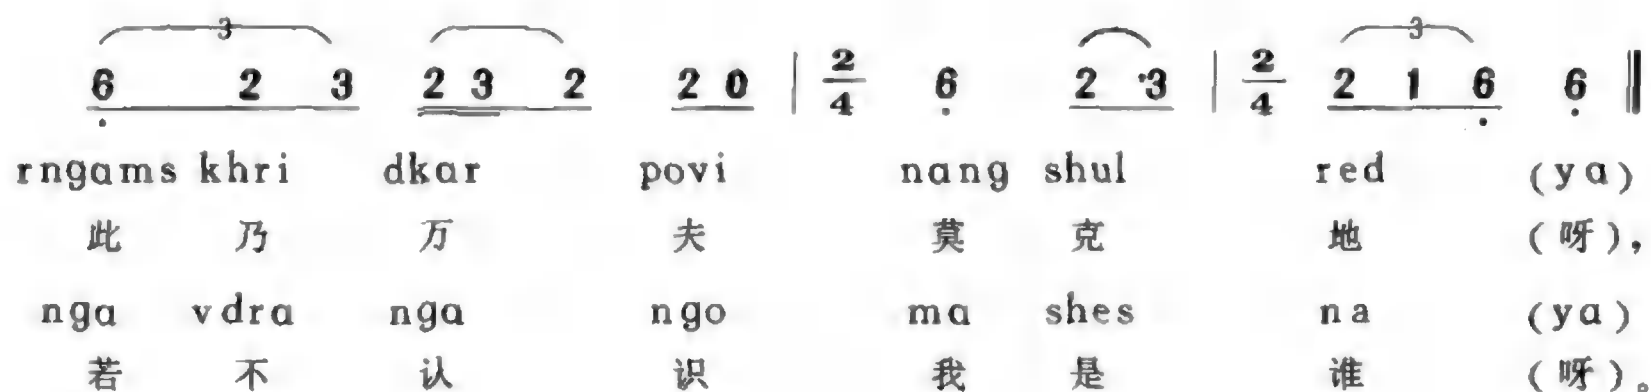 3 3
6 2 3 2 3 2 2 0 | 2/4 6 2 3 | 2/4 2 1 6 6 ‖
rngams khri dkar povi nang shul red (ya)
此 乃 万 夫 莫 克 地 (呀),
nga vdra nga ngo ma shes na (ya)
若 不 认 识 我 是 谁 (呀)。